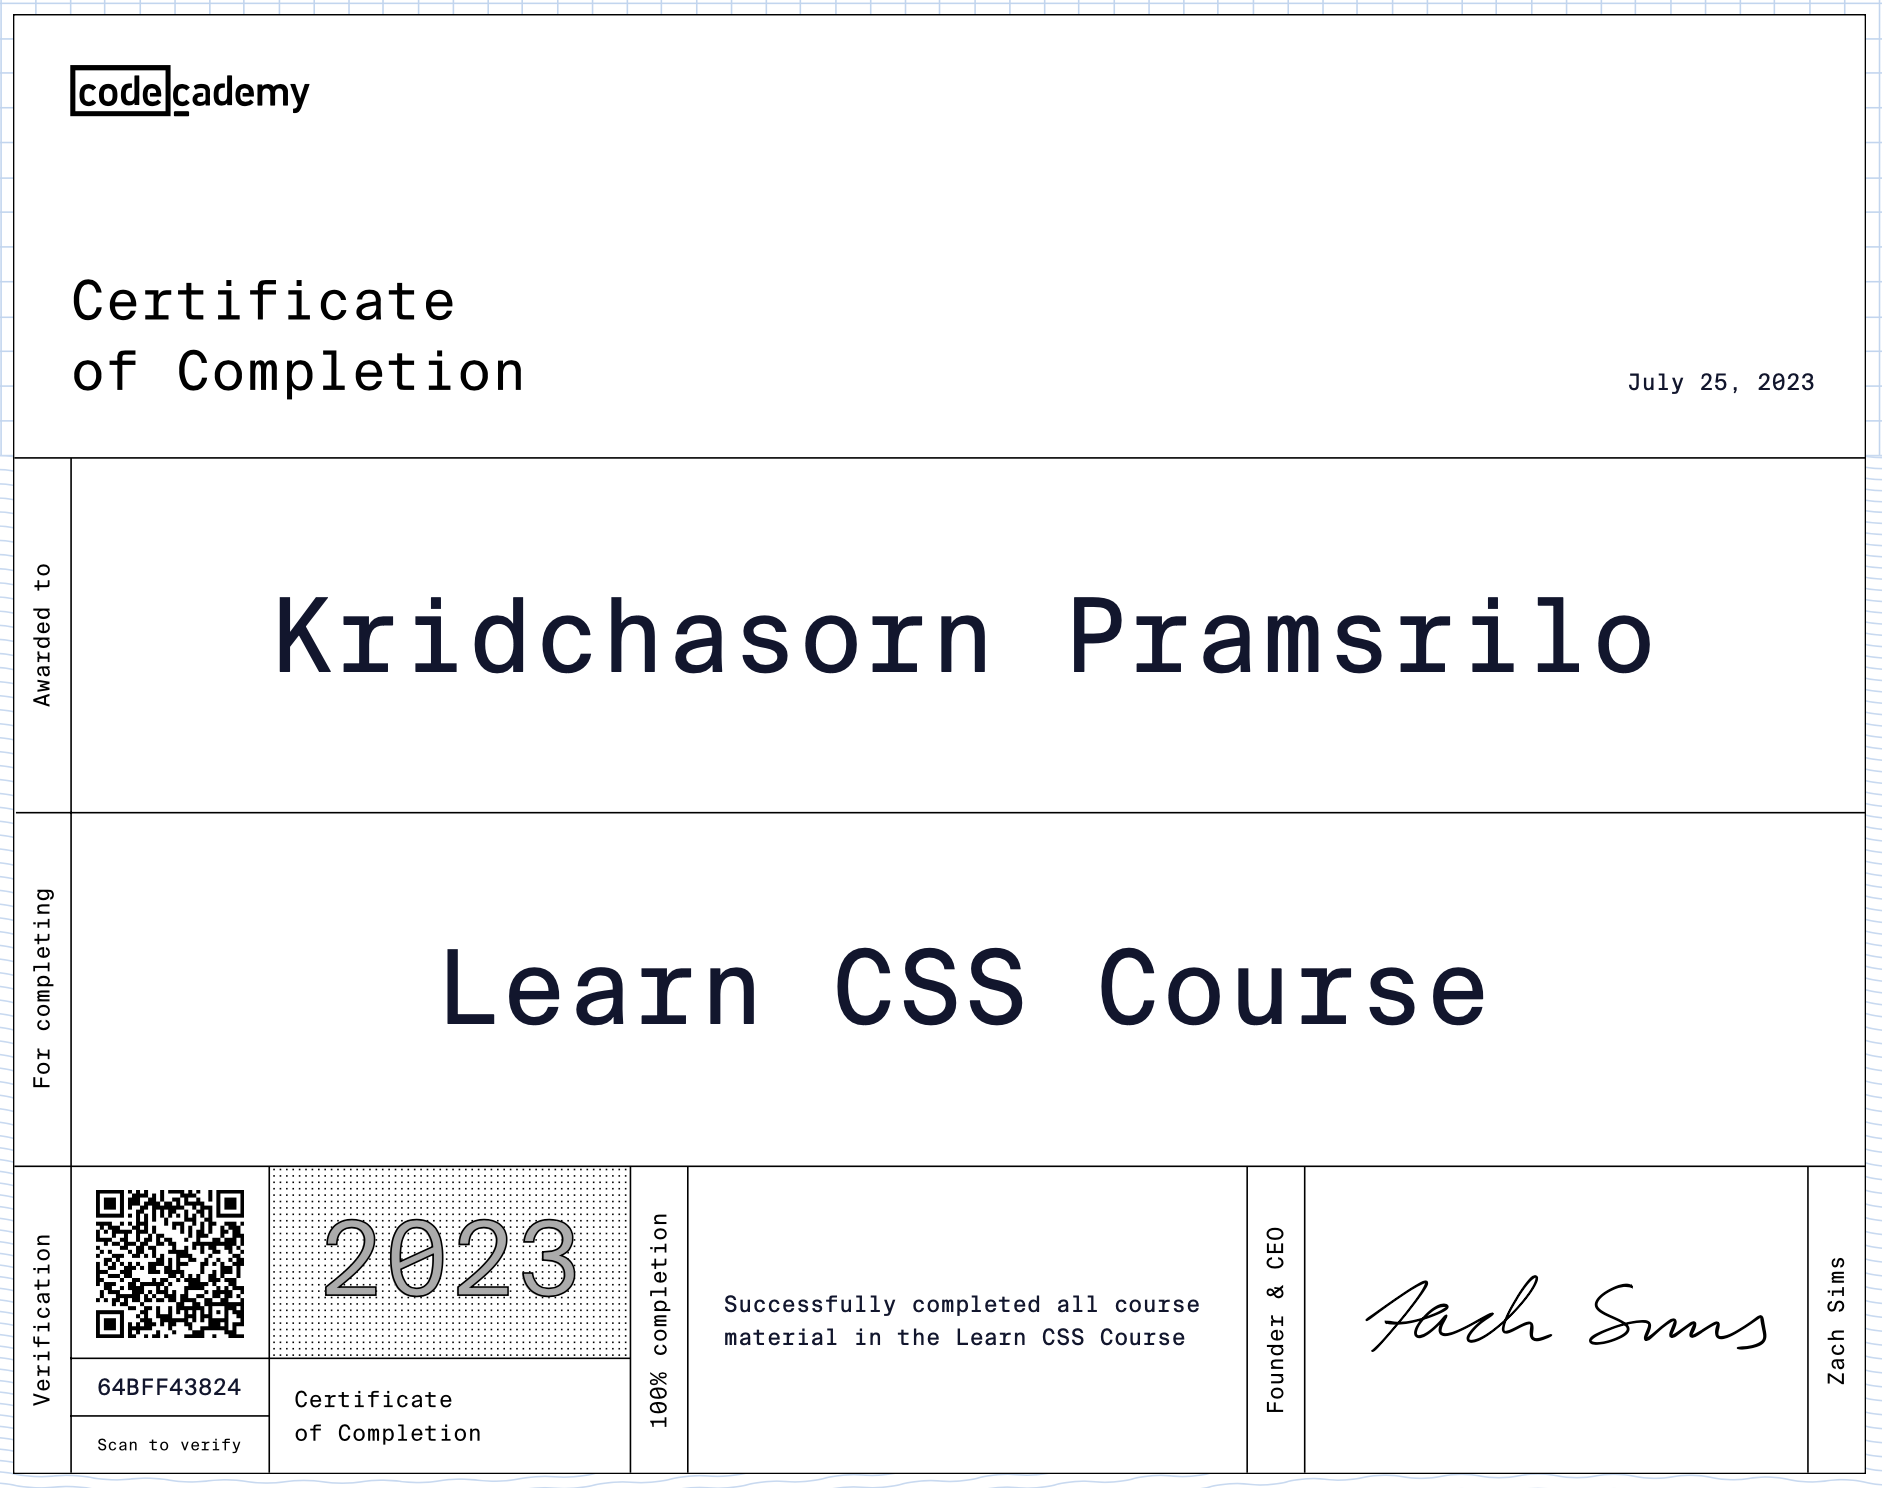 codecademy
Certificate
of Completion
July 25, 2023
Awarded to
Kridchasorn Pramsrilo
For completing
Learn CSS Course
Verification
64BFF43824
Scan to verify
2023
Certificate
of Completion
100% completion
Successfully completed all course
material in the Learn CSS Course
Founder & CEO
Zach Sims
Zach Sims